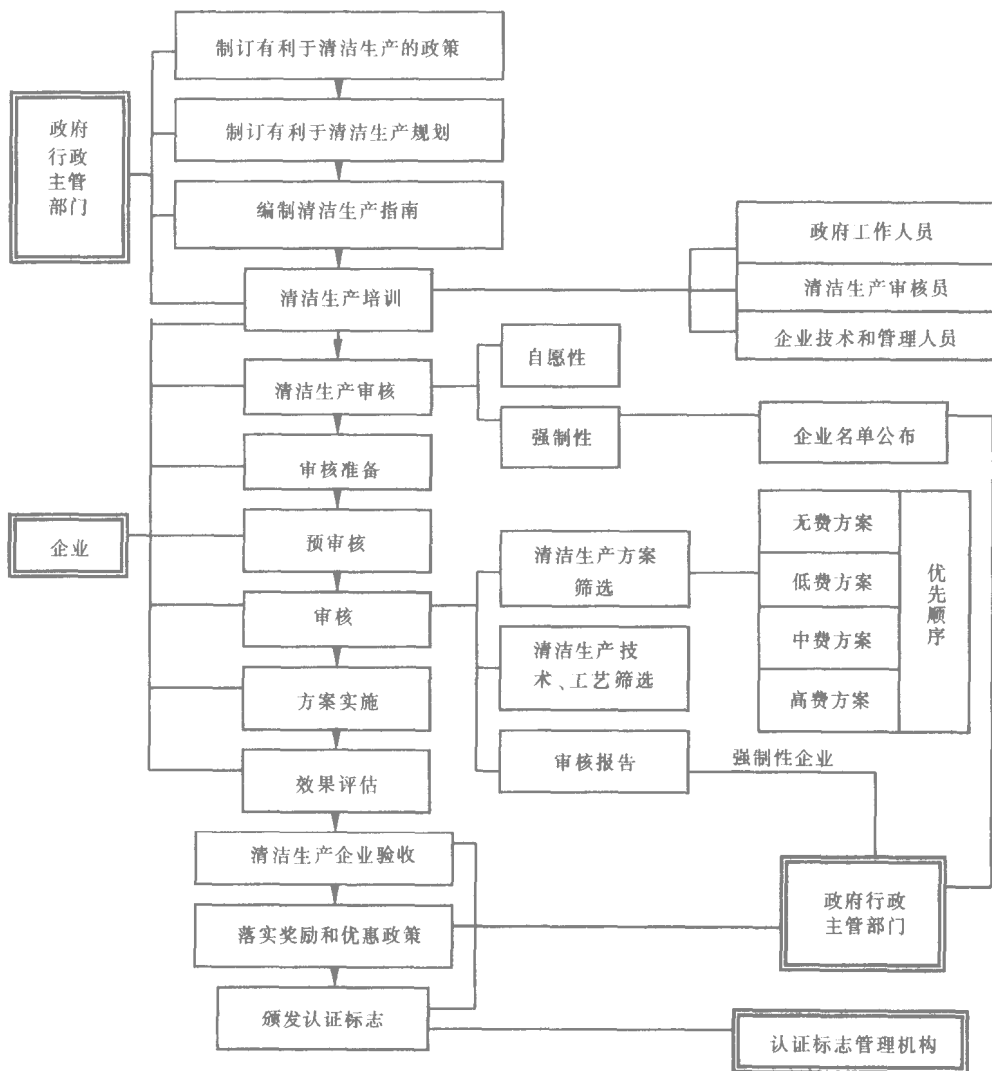 制订有利于清洁生产的政策
政府
行政
主管
部门
制订有利于清洁生产规划
编制清洁生产指南
政府工作人员
清洁生产培训
清洁生产审核员
企业技术和管理人员
自愿性
清洁生产审核
强制性
企业名单公布
审核准备
企业
预审核
清洁生产方案
筛选
无费方案
低费方案
中费方案
高费方案
优先顺序
审核
清洁生产技
术、工艺筛选
方案实施
审核报告
强制性企业
效果评估
清洁生产企业验收
政府行政
主管部门
落实奖励和优惠政策
颁发认证标志
认证标志管理机构